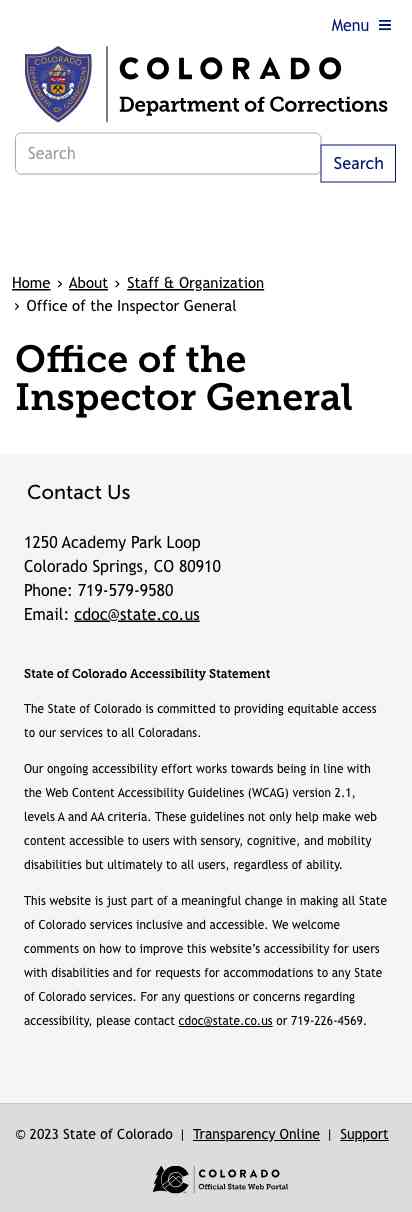 Menu
COLORADO
COLORADO
Department of Corrections
Search
Search
Home › About › Staff & Organization
› Office of the Inspector General
Office of the
Inspector General
Contact Us
1250 Academy Park Loop
Colorado Springs, CO 80910
Phone: 719-579-9580
Email: cdoc@state.co.us
State of Colorado Accessibility Statement
The State of Colorado is committed to providing equitable access
to our services to all Coloradans.
Our ongoing accessibility effort works towards being in line with
the Web Content Accessibility Guidelines (WCAG) version 2.1,
levels A and AA criteria. These guidelines not only help make web
content accessible to users with sensory, cognitive, and mobility
disabilities but ultimately to all users, regardless of ability.
This website is just part of a meaningful change in making all State
of Colorado services inclusive and accessible. We welcome
comments on how to improve this website's accessibility for users
with disabilities and for requests for accommodations to any State
of Colorado services. For any questions or concerns regarding
accessibility, please contact cdoc@state.co.us or 719-226-4569.
© 2023 State of Colorado | Transparency Online | Support
COLORADO
Official State Web Portal